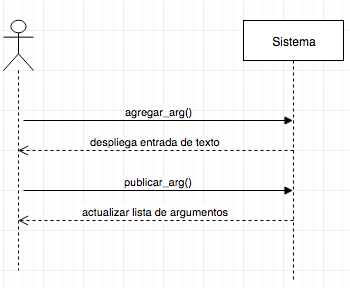 Sistema
agregar_arg()
despliega entrada de texto
publicar_arg()
actualizar lista de argumentos